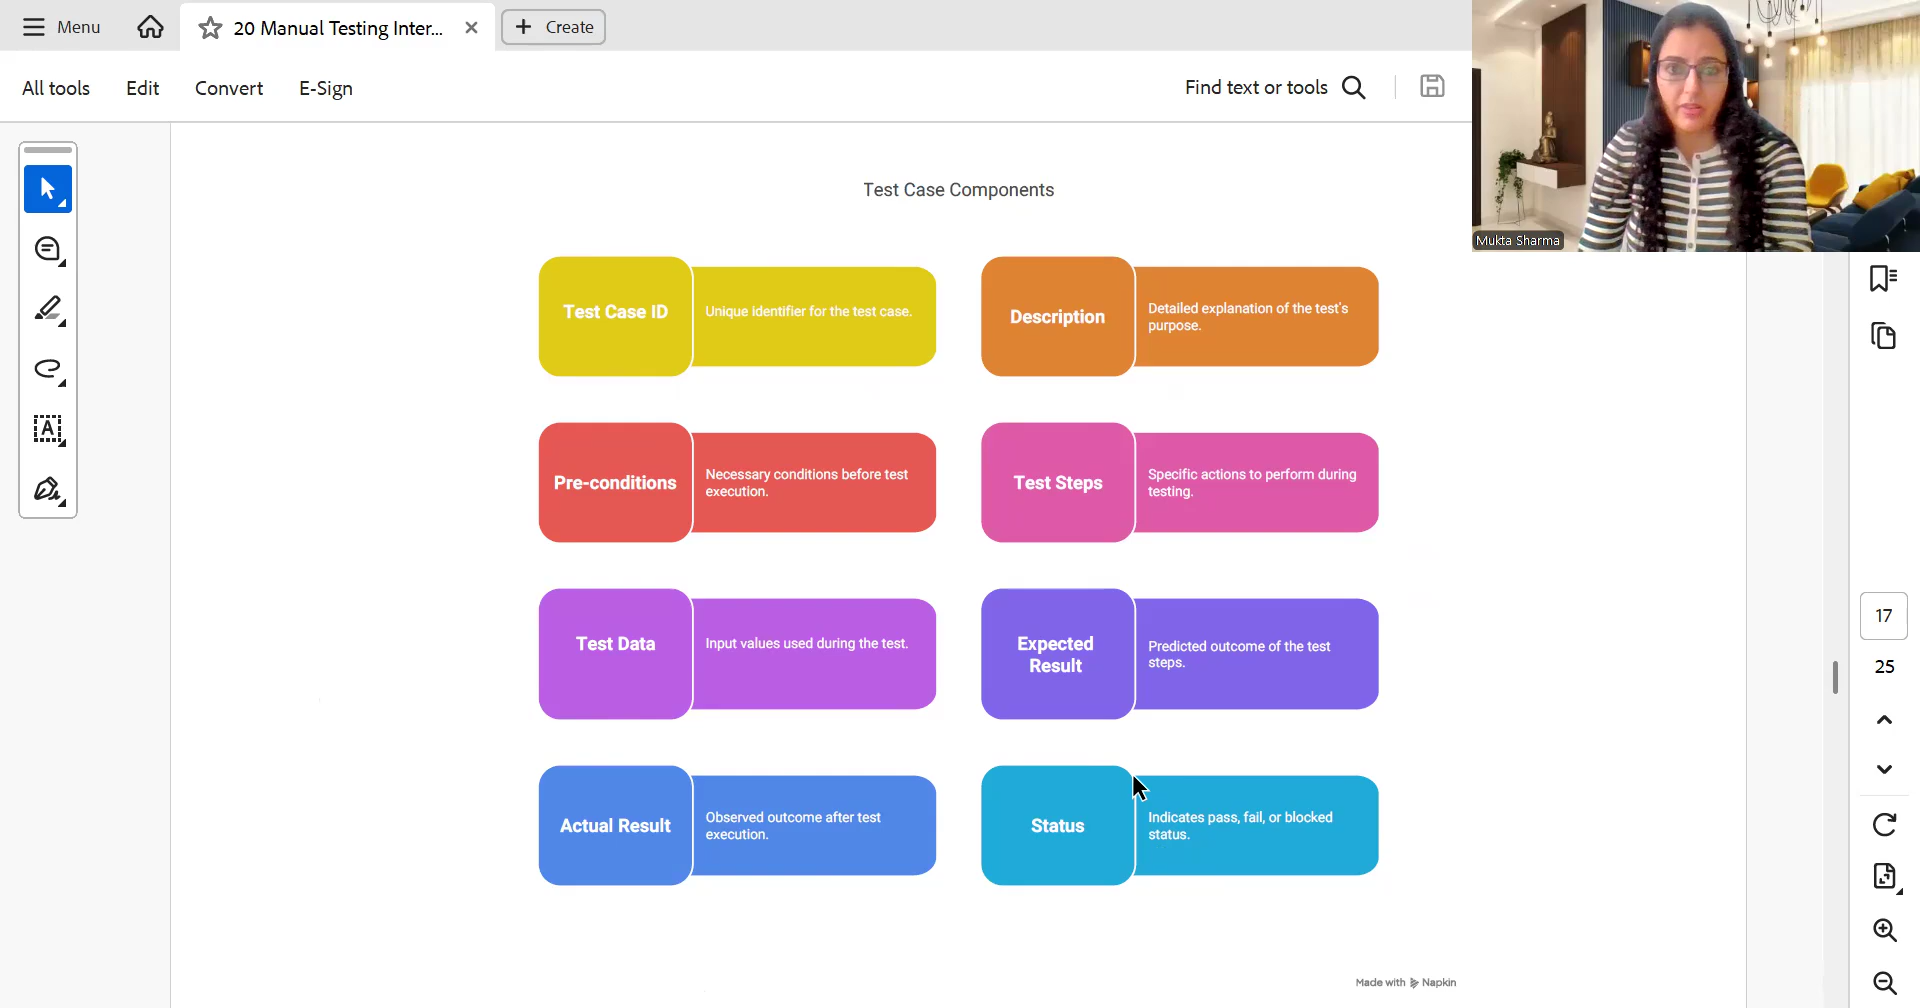 Menu
20 Manual Testing Inter...
Create
All tools
Edit
Convert
E-Sign
Find text or tools
Mukta Sharma
Test Case Components
Test Case ID
Unique identifier for the test case.
Description
Detailed explanation of the test's
purpose.
Pre-conditions
Necessary conditions before test
execution.
Test Steps
Specific actions to perform during
testing.
Test Data
Input values used during the test.
Expected
Result
Predicted outcome of the test
steps.
Actual Result
Observed outcome after test
execution.
Status
Indicates pass, fail, or blocked
status.
17
25
Made with Napkin